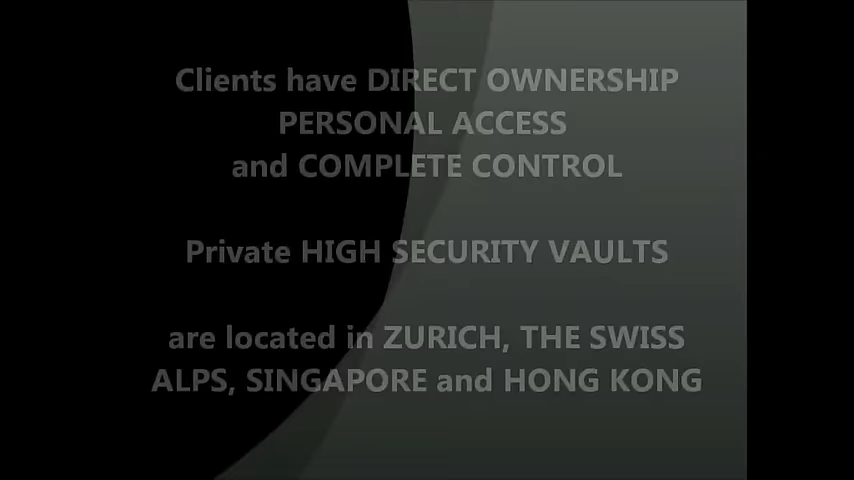 Clients have DIRECT OWNERSHIP
PERSONAL ACCESS
and COMPLETE CONTROL
Private HIGH SECURITY VAULTS
are located in ZURICH, THE SWISS
ALPS, SINGAPORE and HONG KONG